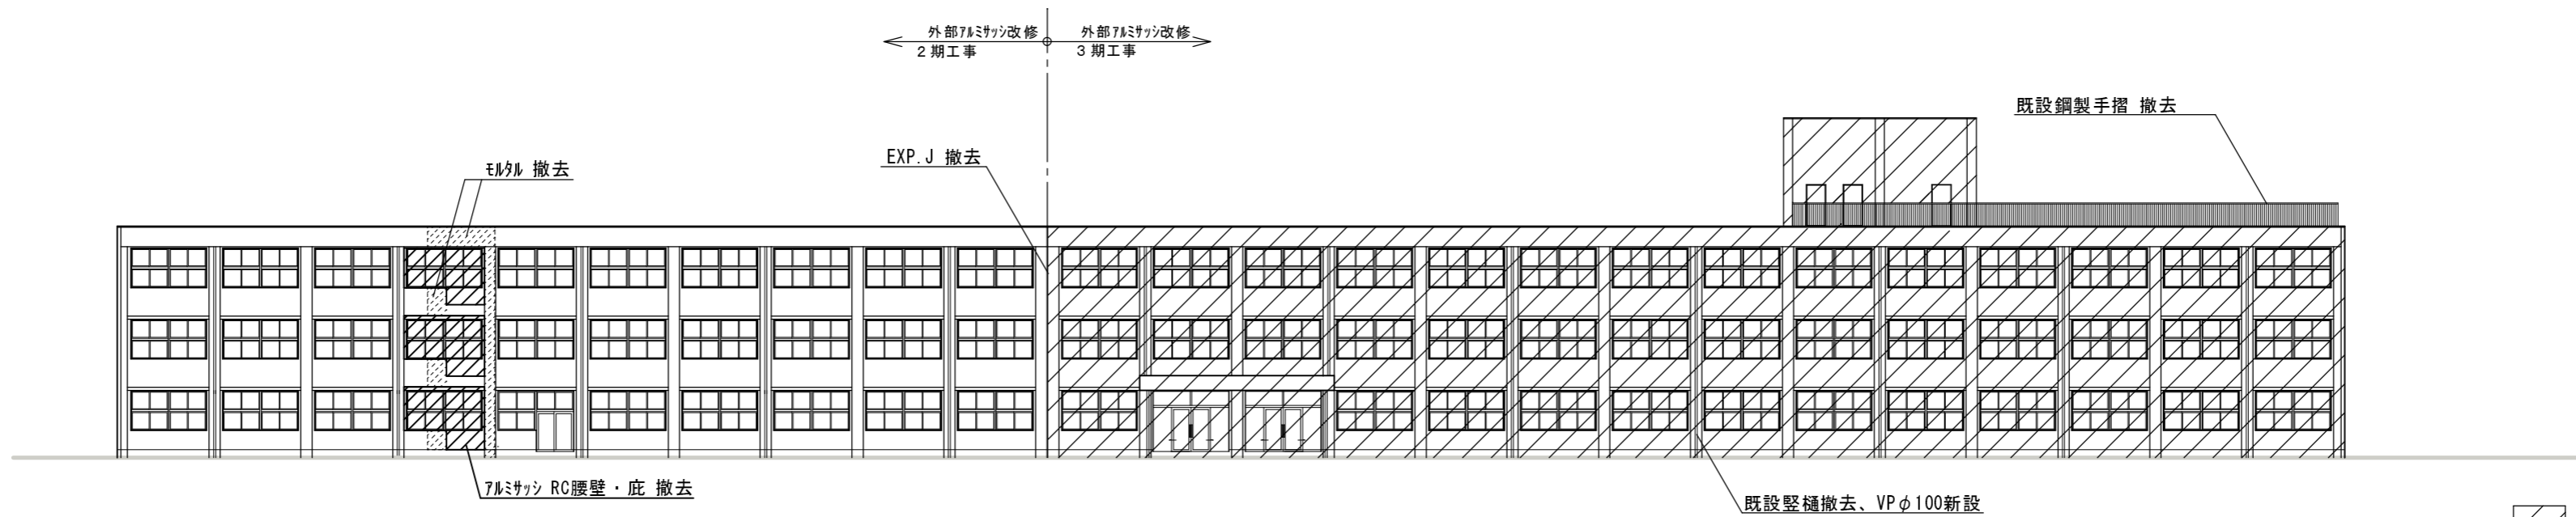 外部ｱﾙﾐｻｯｼ改修
2期工事
外部ｱﾙﾐｻｯｼ改修
3期工事
既設鋼製手摺 撤去
EXP.J 撤去
ﾓﾙﾀﾙ 撤去
ｱﾙﾐｻｯｼ RC腰壁・庇 撤去
既設竪樋撤去、VPφ100新設